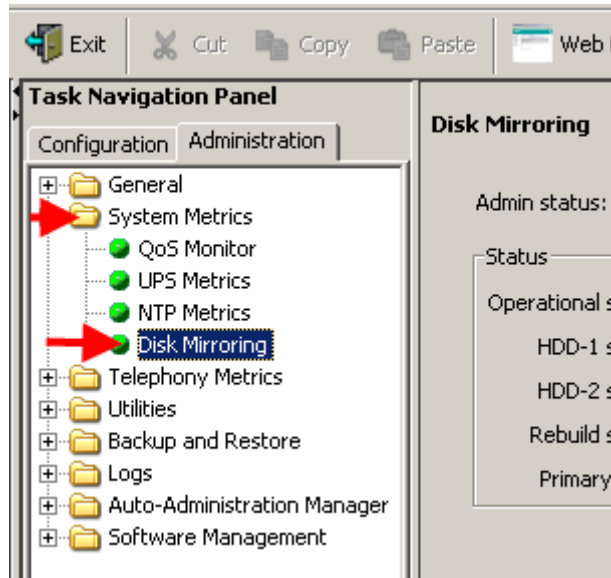 Exit Cut Copy Paste Web
Task Navigation Panel
Configuration Administration
General
System Metrics
QoS Monitor
UPS Metrics
NTP Metrics
Disk Mirroring
Telephony Metrics
Utilities
Backup and Restore
Logs
Auto-Administration Manager
Software Management
Disk Mirroring
Admin status:
Status
Operational s
HDD-1 s
HDD-2 s
Rebuild s
Primary